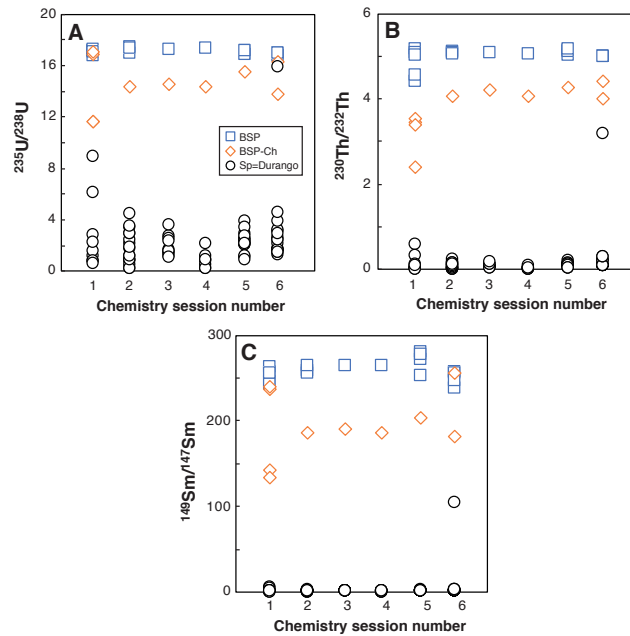 A
20
16
12
8
4
0
235U/238U
BSP
BSP-Ch
Sp=Durango
1 2 3 4 5 6
Chemistry session number
B
6
4
2
0
230Th/232Th
1 2 3 4 5 6
Chemistry session number
C
300
200
100
0
149Sm/147Sm
1 2 3 4 5 6
Chemistry session number